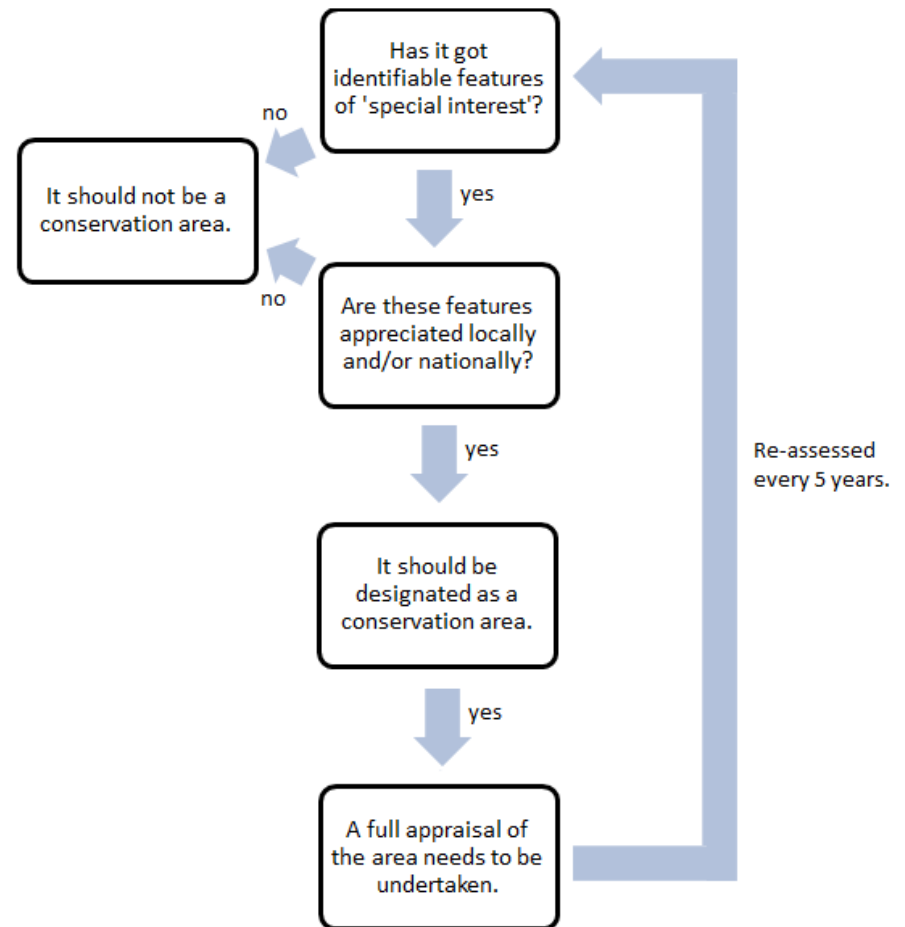 Has it got
identifiable features
of 'special interest'?
no
It should not be a
conservation area.
yes
no
Are these features
appreciated locally
and/or nationally?
yes
Re-assessed
every 5 years.
It should be
designated as a
conservation area.
yes
A full appraisal of
the area needs to be
undertaken.